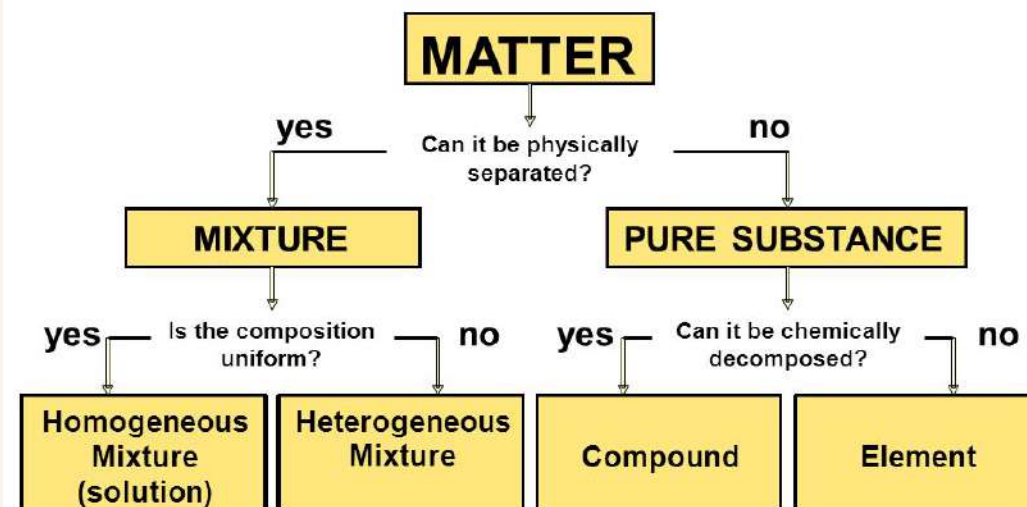 MATTER
yes
no
Can it be physically
separated?
MIXTURE
PURE SUBSTANCE
yes
Is the composition
uniform?
no
yes
Can it be chemically
decomposed?
no
Homogeneous
Mixture
(solution)
Heterogeneous
Mixture
Compound
Element